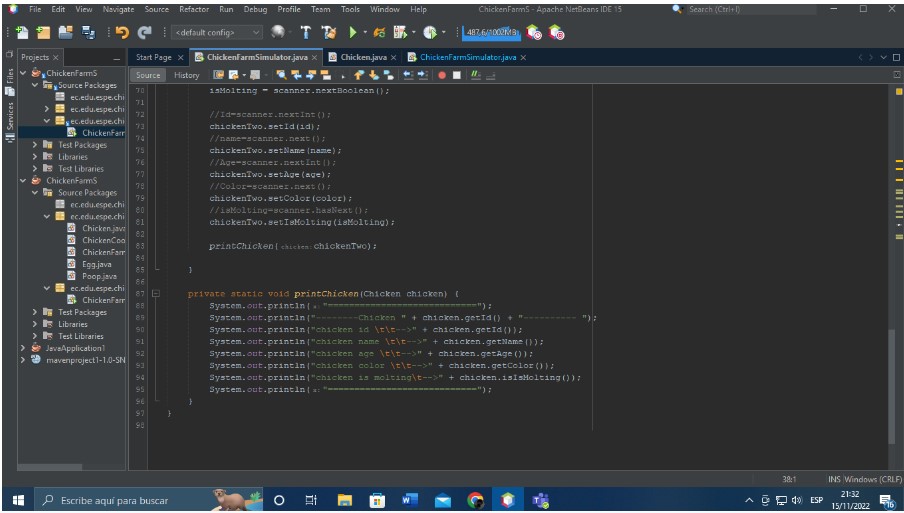 File Edit View Navigate Source Refactor Run Debug Profile Team Tools Window Help
ChickenFarmS - Apache NetBeans IDE 15
Search (Ctrl+I)
<default config>
487,6/1002MB
Projects
Start Page
ChickenFarmSimulator.java
Chicken.java
ChickenFarmSimulator.java
Source History
Files
Services
ChickenFarmS
Source Packages
ec.edu.espe.chi
ec.edu.espe.chi
ec.edu.espe.chi
ChickenFarm
Test Packages
Libraries
Test Libraries
ChickenFarmS
Source Packages
ec.edu.espe.chi
ec.edu.espe.chi
Chicken.java
ChickenCoo
ChickenFar
Egg.java
Poop.java
ec.edu.espe.chi
ChickenFar
Test Packages
Libraries
Test Libraries
JavaApplication1
mavenproject1-1.0-SN
70 isMolting = scanner.nextBoolean();
71
72 //Id=scanner.nextInt();
73 chickenTwo.setId(id);
74 //name=scanner.next();
75 chickenTwo.setName(name);
76 //Age=scanner.nextInt();
77 chickenTwo.setAge(age);
78 //Color=scanner.next();
79 chickenTwo.setColor(color);
80 //isMolting=scanner.hasNext();
81 chickenTwo.setIsMolting(isMolting);
82
83 printChicken( chicken: chickenTwo);
84
85 }
86
87 private static void printChicken(Chicken chicken) {
88 System.out.println( x: "============================");
89 System.out.println("--------Chicken " + chicken.getId() + "---------- ");
90 System.out.println("chicken id \t\t-->" + chicken.getId());
91 System.out.println("chicken name \t\t-->" + chicken.getName());
92 System.out.println("chicken age \t\t-->" + chicken.getAge());
93 System.out.println("chicken color \t\t-->" + chicken.getColor());
94 System.out.println("chicken is molting\t-->" + chicken.isIsMolting());
95 System.out.println( x: "============================");
96 }
97 }
98
38:1
INS Windows (CRLF)
Escribe aquí para buscar
ESP
21:32
15/11/2022
16